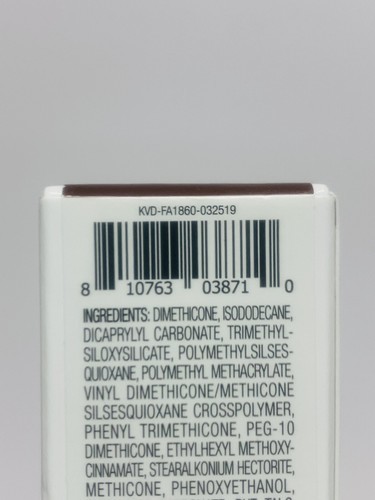 KVD-FA1860-032519
8 10763 03871 0
INGREDIENTS: DIMETHICONE, ISODODECANE,
DICAPRYLYL CARBONATE, TRIMETHYL-
SILOXYSILICATE, POLYMETHYLSILSES-
QUIOXANE, POLYMETHYL METHACRYLATE,
VINYL DIMETHICONE/METHICONE
SILSESQUIOXANE CROSSPOLYMER,
PHENYL TRIMETHICONE, PEG-10
DIMETHICONE, ETHYLHEXYL METHOXY-
CINNAMATE, STEARALKONIUM HECTORITE,
METHICONE, PHENOXYETHANOL,